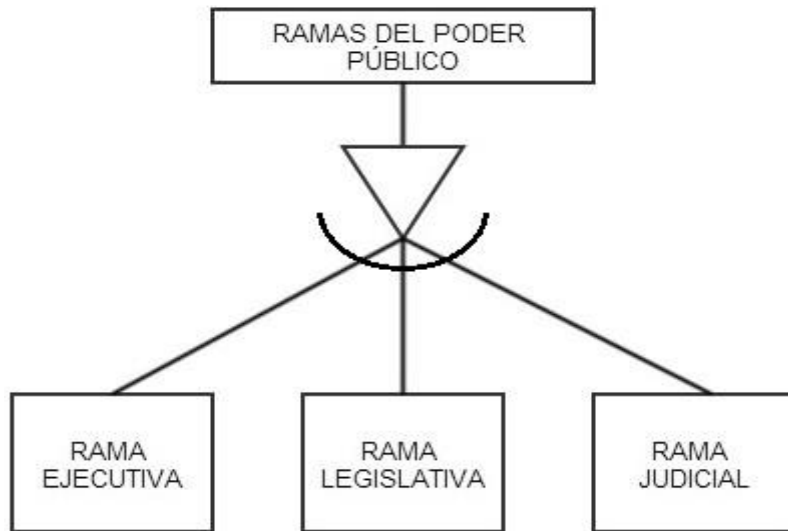 RAMAS DEL PODER
PÚBLICO
RAMA
EJECUTIVA
RAMA
LEGISLATIVA
RAMA
JUDICIAL